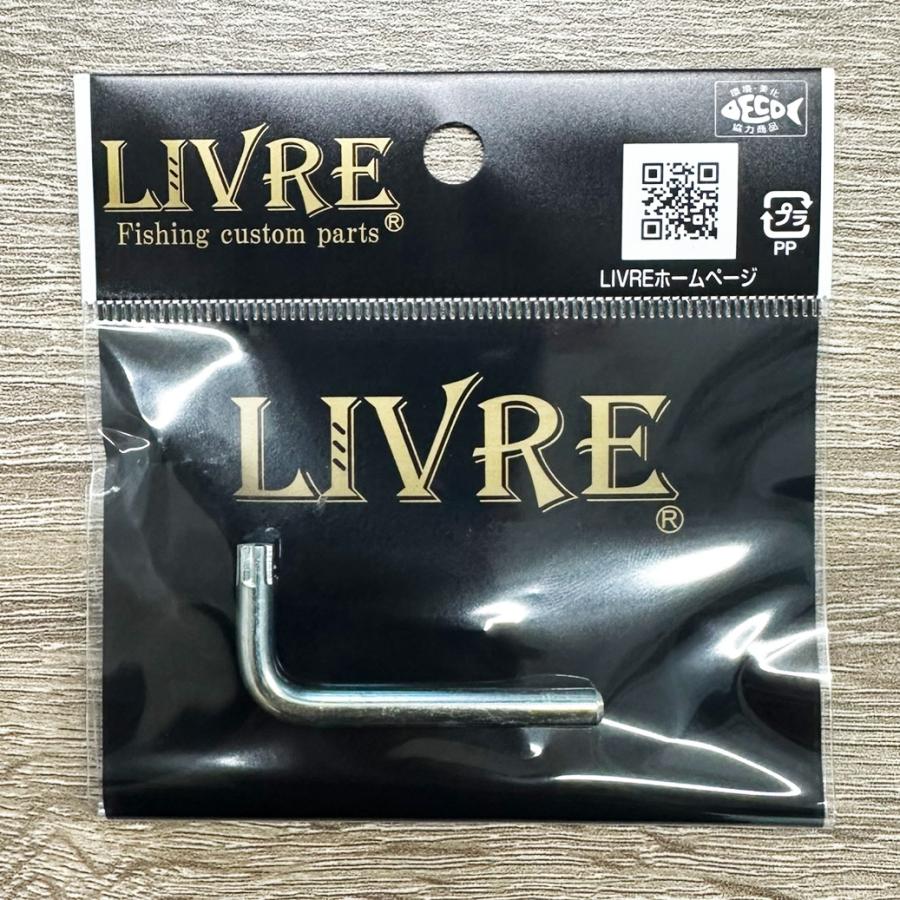 環境・美化
DECO
協力商品
LIVRE®
Fishing custom parts
プラ
PP
LIVREホームページ
LIVRE
®